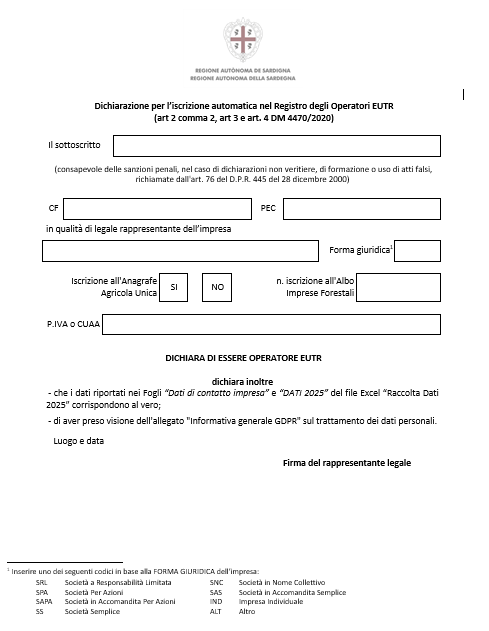 REGIONE AUTÒNOMA DE SARDIGNA
REGIONE AUTONOMA DELLA SARDEGNA
Dichiarazione per l'iscrizione automatica nel Registro degli Operatori EUTR
(art 2 comma 2, art 3 e art. 4 DM 4470/2020)
Il sottoscritto
(consapevole delle sanzioni penali, nel caso di dichiarazioni non veritiere, di formazione o uso di atti falsi,
richiamate dall'art. 76 del D.P.R. 445 del 28 dicembre 2000)
CF PEC
in qualità di legale rappresentante dell'impresa
Forma giuridica1
Iscrizione all'Anagrafe
Agricola Unica SI NO
n. iscrizione all'Albo
Imprese Forestali
P.IVA o CUAA
DICHIARA DI ESSERE OPERATORE EUTR
dichiara inoltre
- che i dati riportati nei Fogli "Dati di contatto impresa" e "DATI 2025" del file Excel "Raccolta Dati
2025" corrispondono al vero;
- di aver preso visione dell'allegato "Informativa generale GDPR" sul trattamento dei dati personali.
Luogo e data
Firma del rappresentante legale
1 Inserire uno dei seguenti codici in base alla FORMA GIURIDICA dell'impresa:
SRL Società a Responsabilità Limitata SNC Società in Nome Collettivo
SPA Società Per Azioni SAS Società in Accomandita Semplice
SAPA Società in Accomandita Per Azioni IND Impresa Individuale
SS Società Semplice ALT Altro